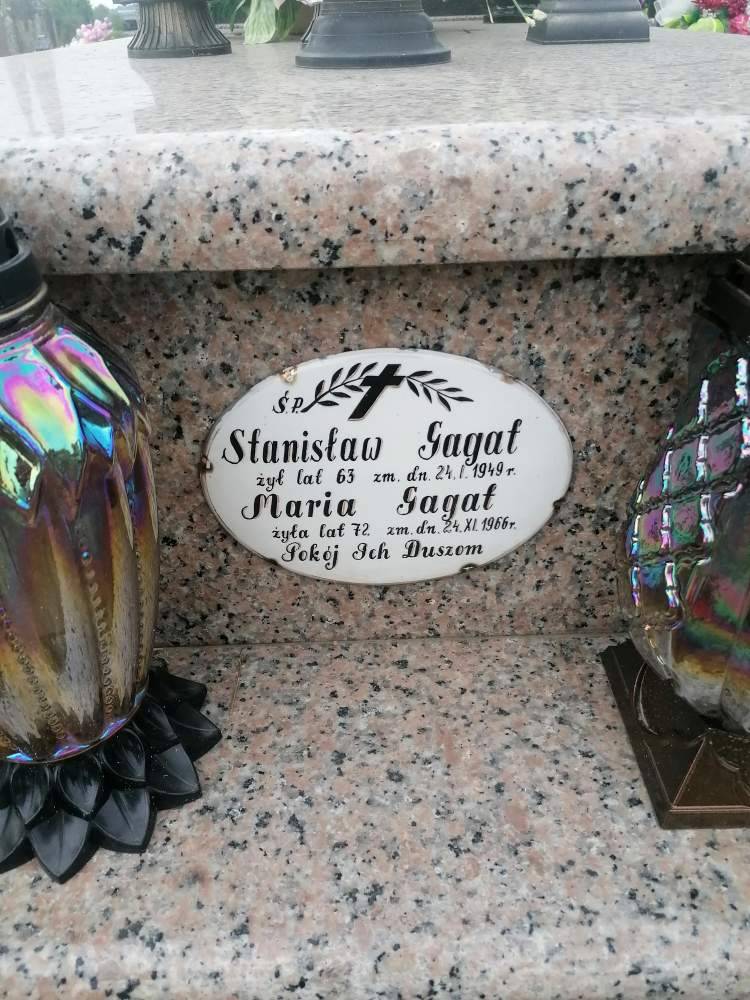 Ś.P.
Stanisław Gagat
żył lat 63 zm. dn. 24.I.1949 r.
Maria Gagat
żyła lat 72. zm. dn. 24.XI.1966r.
Pokój Ich Duszom